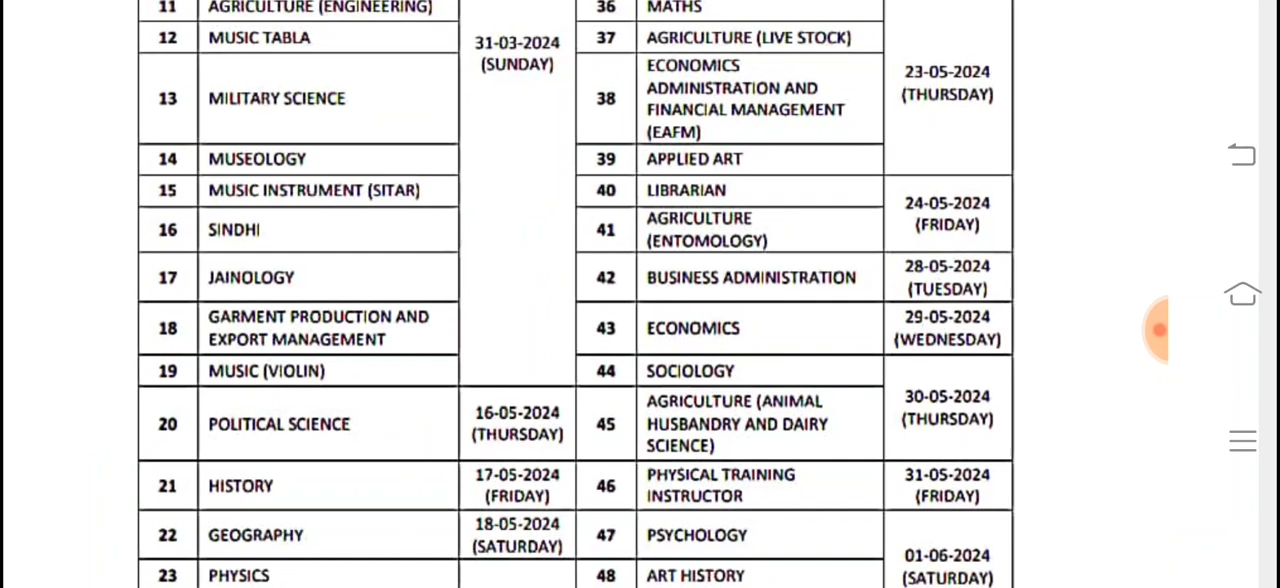 11 AGRICULTURE (ENGINEERING) 36 MATHS
12 MUSIC TABLA 31-03-2024 37 AGRICULTURE (LIVE STOCK)
(SUNDAY)
13 MILITARY SCIENCE 38 ECONOMICS
ADMINISTRATION AND 23-05-2024
FINANCIAL MANAGEMENT (THURSDAY)
(EAFM)
14 MUSEOLOGY 39 APPLIED ART
15 MUSIC INSTRUMENT (SITAR) 40 LIBRARIAN 24-05-2024
16 SINDHI 41 AGRICULTURE (FRIDAY)
(ENTOMOLOGY)
17 JAINOLOGY 42 BUSINESS ADMINISTRATION 28-05-2024
(TUESDAY)
18 GARMENT PRODUCTION AND 43 ECONOMICS 29-05-2024
EXPORT MANAGEMENT (WEDNESDAY)
19 MUSIC (VIOLIN) 44 SOCIOLOGY 30-05-2024
(THURSDAY)
20 POLITICAL SCIENCE 16-05-2024 45 AGRICULTURE (ANIMAL
(THURSDAY) HUSBANDRY AND DAIRY
SCIENCE)
21 HISTORY 17-05-2024 46 PHYSICAL TRAINING 31-05-2024
(FRIDAY) INSTRUCTOR (FRIDAY)
22 GEOGRAPHY 18-05-2024 47 PSYCHOLOGY 01-06-2024
(SATURDAY) (SATURDAY)
23 PHYSICS 48 ART HISTORY